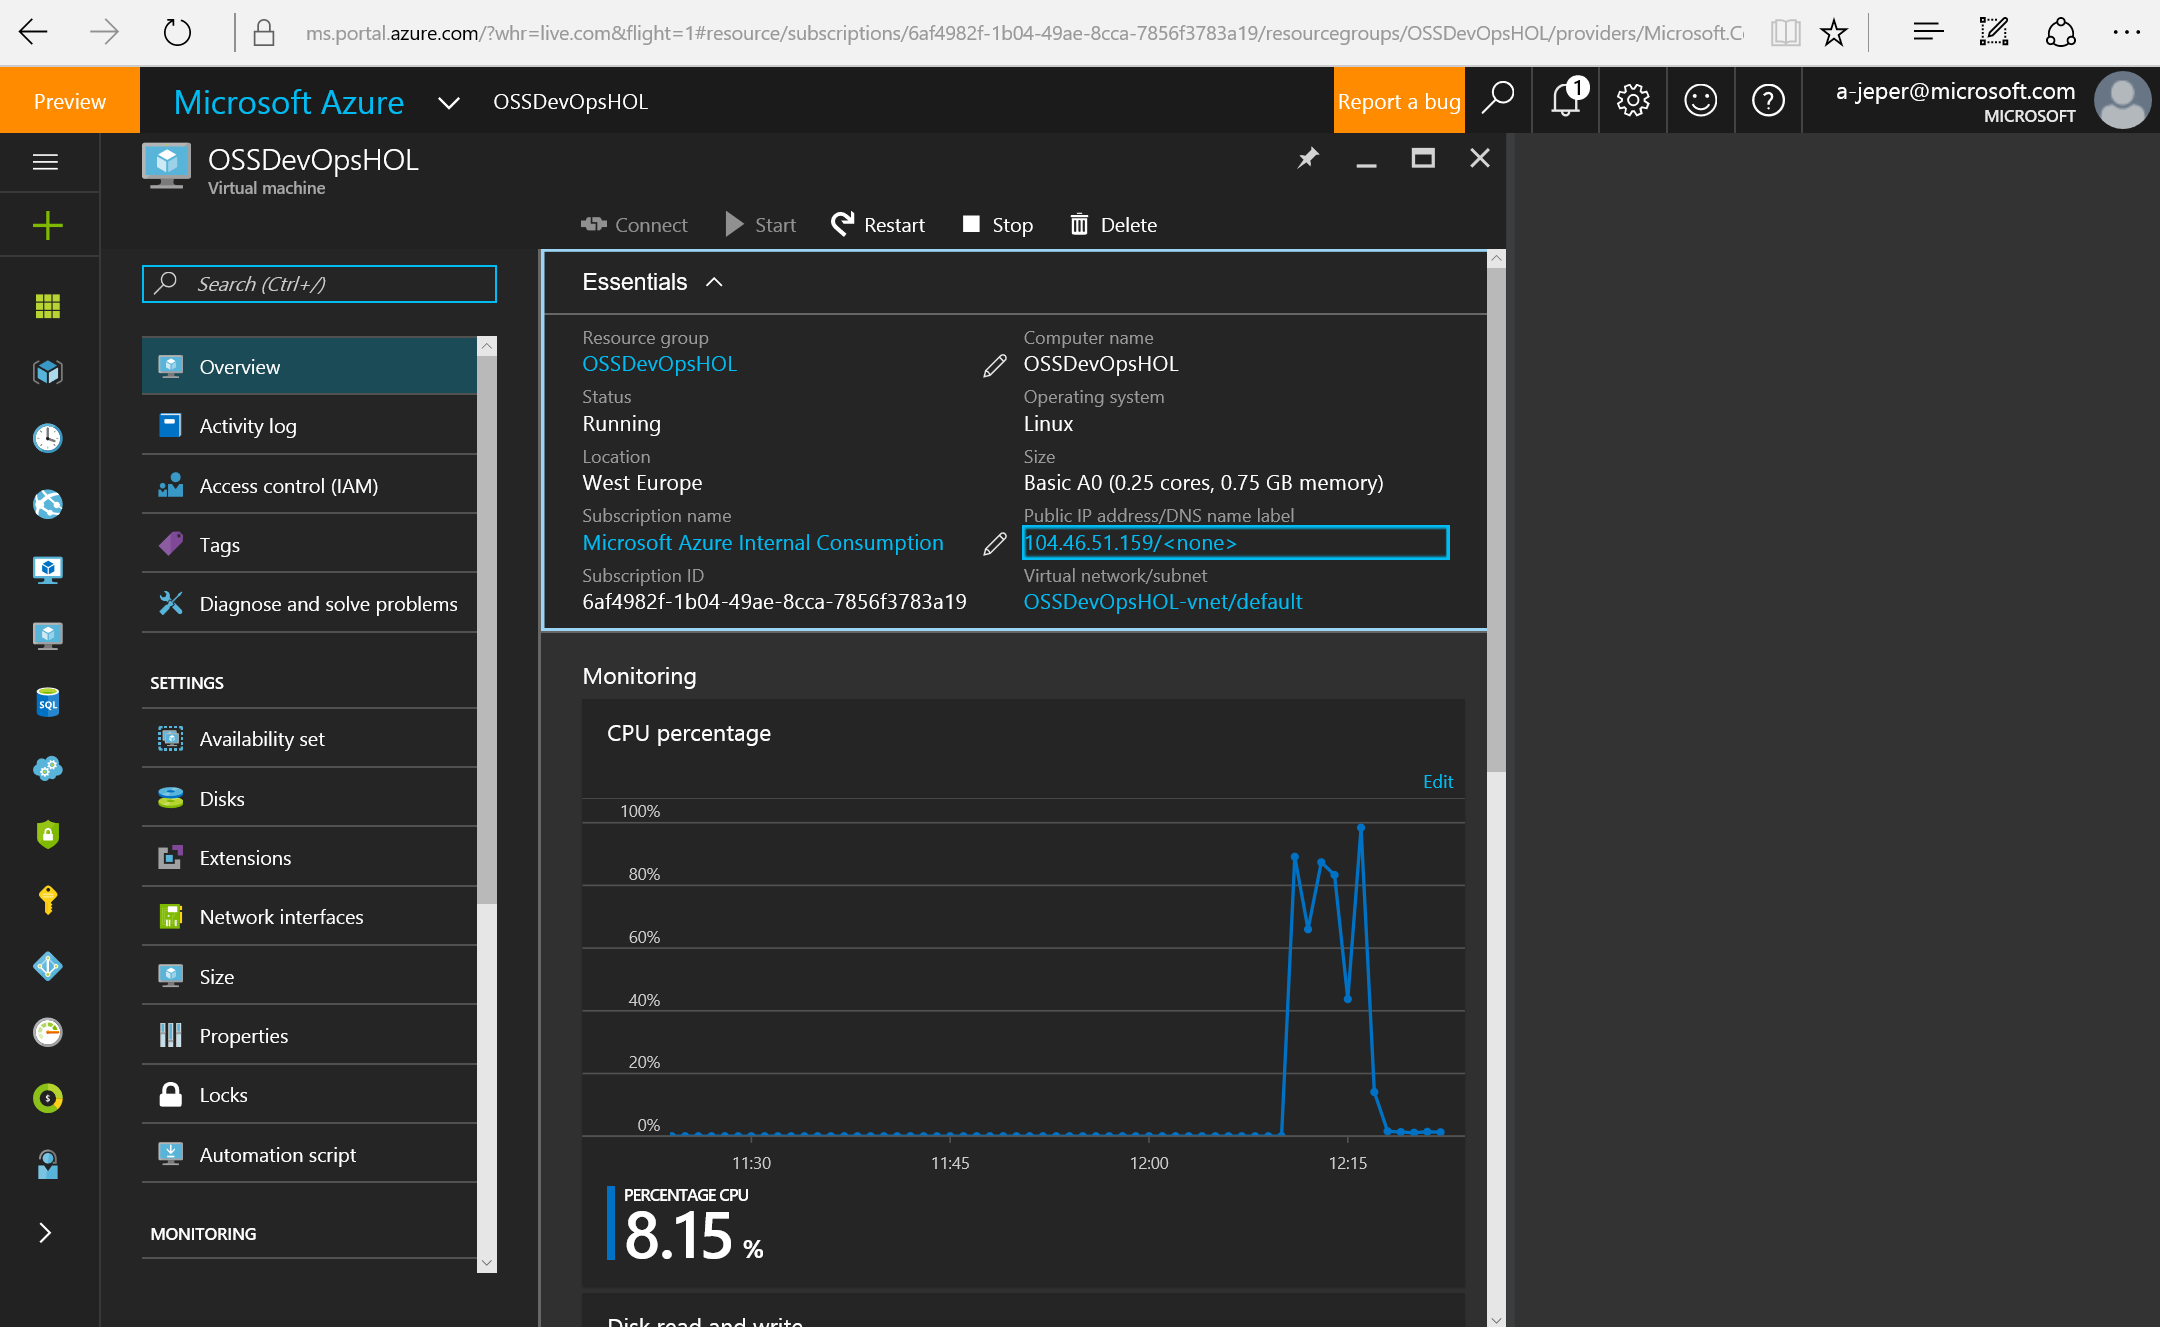 ms.portal.azure.com/?whr=live.com&flight=1#resource/subscriptions/6af4982f-1b04-49ae-8cca-7856f3783a19/resourcegroups/OSSDevOpsHOL/providers/Microsoft.Co
Preview
Microsoft Azure
OSSDevOpsHOL
Report a bug
1
a-jeper@microsoft.com
MICROSOFT
OSSDevOpsHOL
Virtual machine
Connect
Start
Restart
Stop
Delete
Search (Ctrl+/)
Overview
Activity log
Access control (IAM)
Tags
Diagnose and solve problems
SETTINGS
Availability set
Disks
Extensions
Network interfaces
Size
Properties
Locks
Automation script
MONITORING
SQL
Essentials
Resource group
OSSDevOpsHOL
Status
Running
Location
West Europe
Subscription name
Microsoft Azure Internal Consumption
Subscription ID
6af4982f-1b04-49ae-8cca-7856f3783a19
Computer name
OSSDevOpsHOL
Operating system
Linux
Size
Basic A0 (0.25 cores, 0.75 GB memory)
Public IP address/DNS name label
104.46.51.159/<none>
Virtual network/subnet
OSSDevOpsHOL-vnet/default
Monitoring
CPU percentage
Edit
100%
80%
60%
40%
20%
0%
11:30
11:45
12:00
12:15
PERCENTAGE CPU
8.15 %
Disk read and write